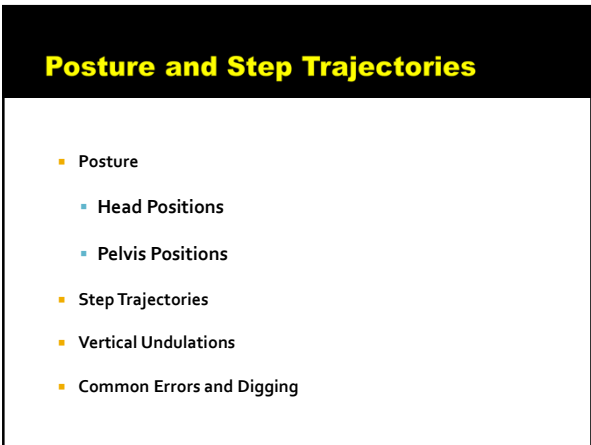 Posture and Step Trajectories
▪ Posture
▪ Head Positions
▪ Pelvis Positions
▪ Step Trajectories
▪ Vertical Undulations
▪ Common Errors and Digging